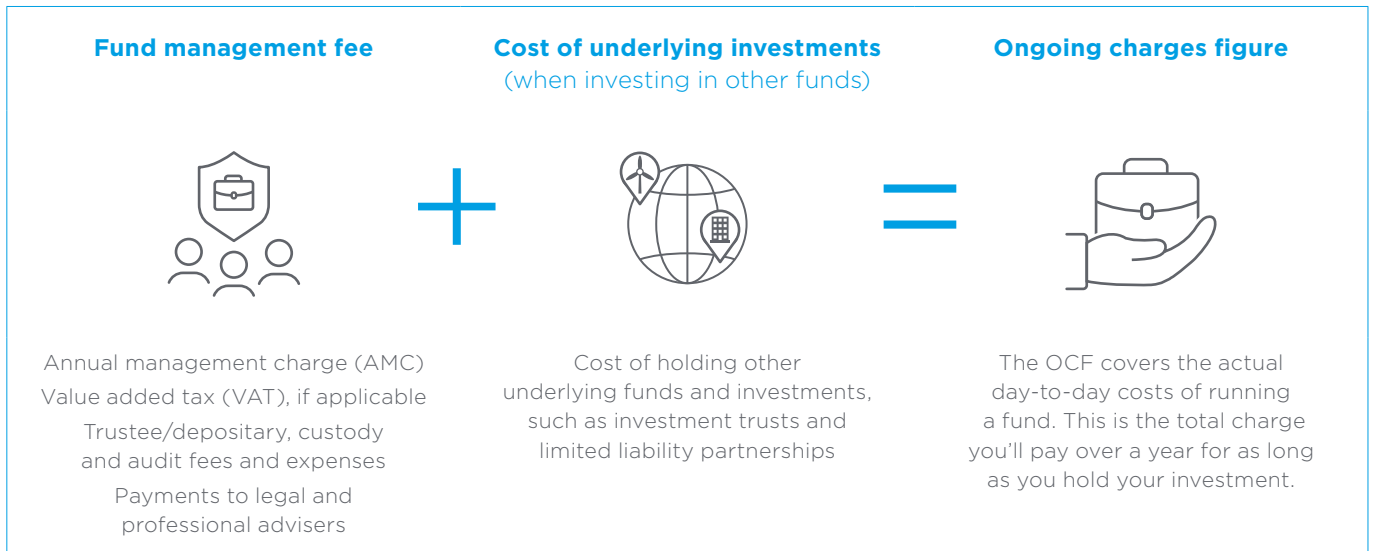 Fund management fee
Annual management charge (AMC)
Value added tax (VAT), if applicable
Trustee/depositary, custody
and audit fees and expenses
Payments to legal and
professional advisers
+
Cost of underlying investments
(when investing in other funds)
Cost of holding other
underlying funds and investments,
such as investment trusts and
limited liability partnerships
=
Ongoing charges figure
The OCF covers the actual
day-to-day costs of running
a fund. This is the total charge
you’ll pay over a year for as long
as you hold your investment.